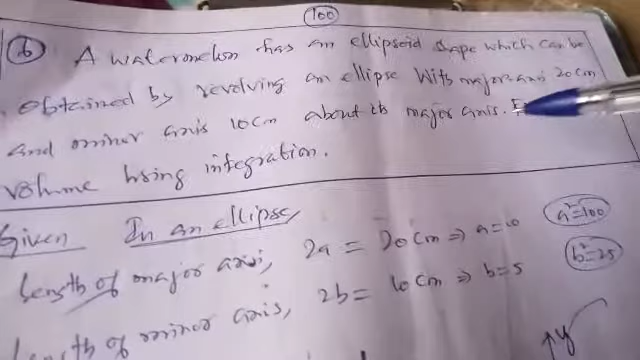 100
b A watermelon has an ellipsoid shape which can be
obtained by revolving an ellipse with major-axis 20 cm
and minor axis 10 cm about its major axis.
volume using integration.
Given In an ellipse,
Length of major axis, 2a = 20 cm ⇒ a = 10 a²=100
Length of minor axis, 2b = 10 cm ⇒ b = 5 b²=25
y